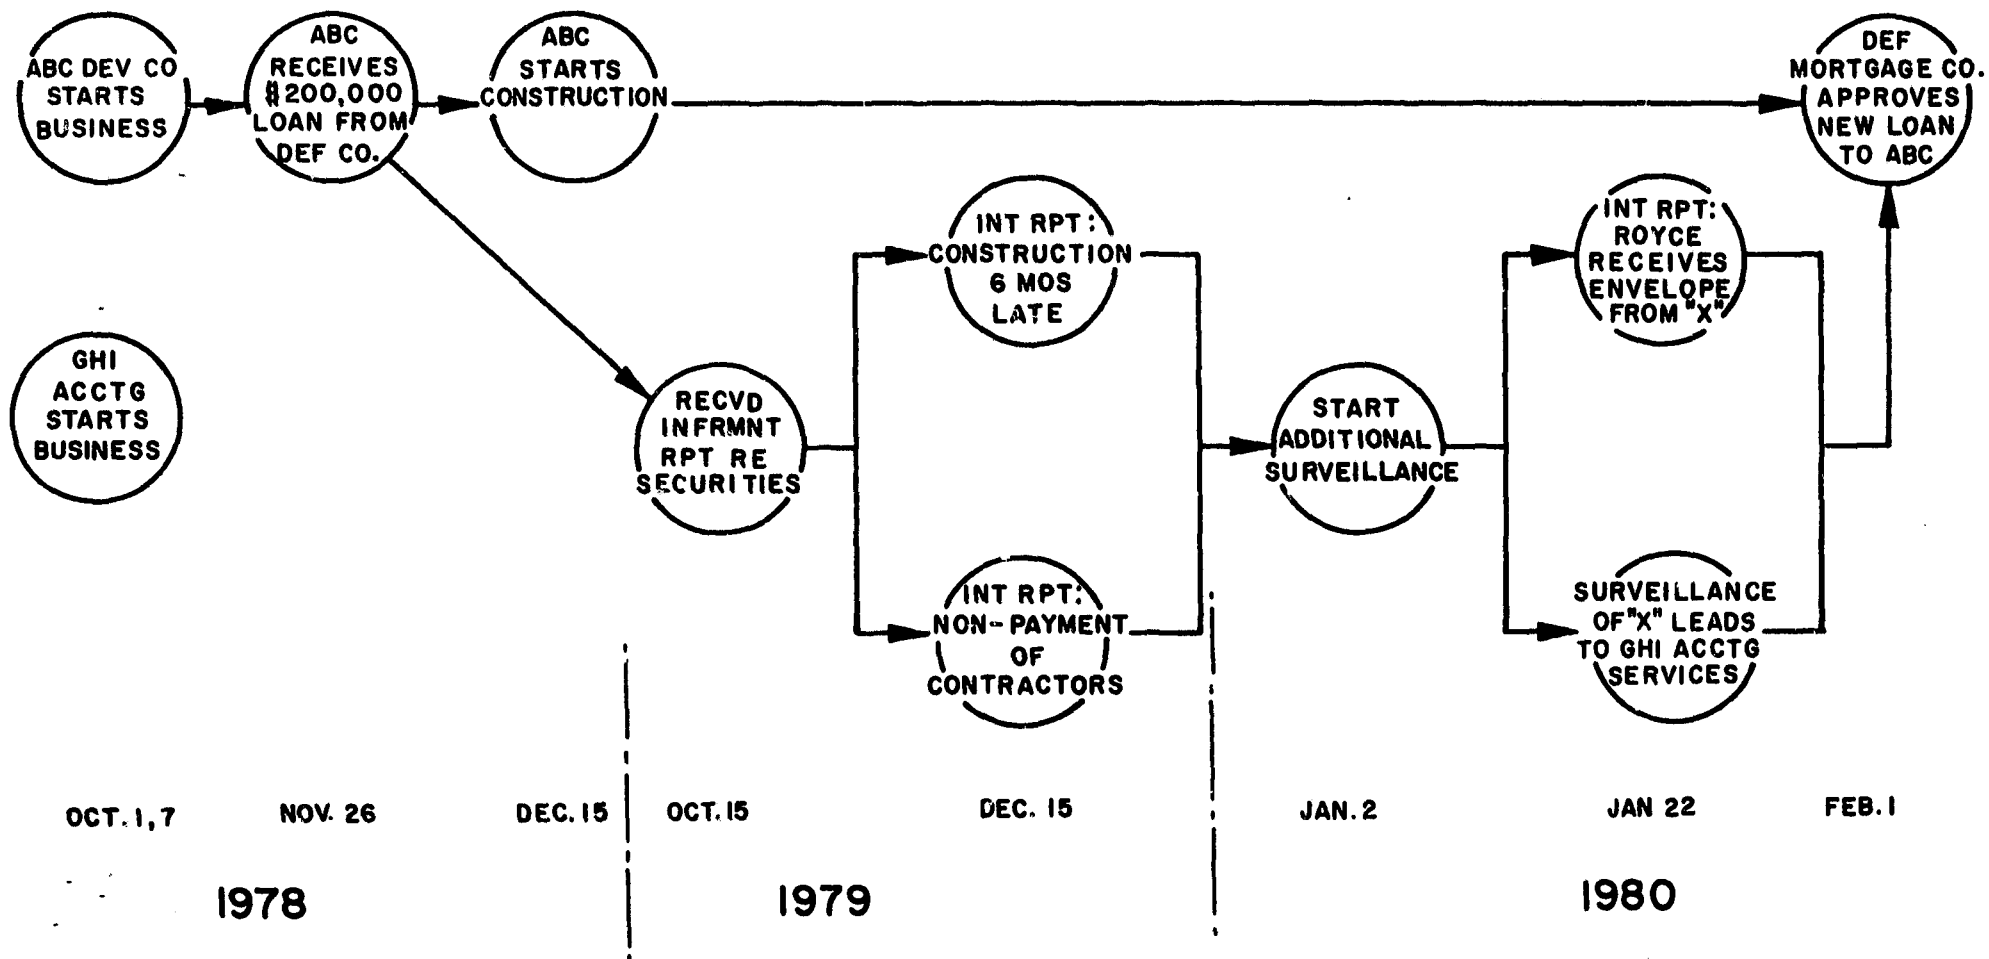 ABC DEV CO
STARTS
BUSINESS
ABC
RECEIVES
$200,000
LOAN FROM
DEF CO.
ABC
STARTS
CONSTRUCTION
DEF
MORTGAGE CO.
APPROVES
NEW LOAN
TO ABC
GHI
ACCTG
STARTS
BUSINESS
RECVD
INFRMNT
RPT RE
SECURITIES
INT RPT:
CONSTRUCTION
6 MOS
LATE
INT RPT:
NON-PAYMENT
OF
CONTRACTORS
START
ADDITIONAL
SURVEILLANCE
INT RPT:
ROYCE
RECEIVES
ENVELOPE
FROM "X"
SURVEILLANCE
OF "X" LEADS
TO GHI ACCTG
SERVICES
OCT. 1, 7
NOV. 26
DEC. 15
OCT. 15
DEC. 15
JAN. 2
JAN 22
FEB. 1
1978
1979
1980